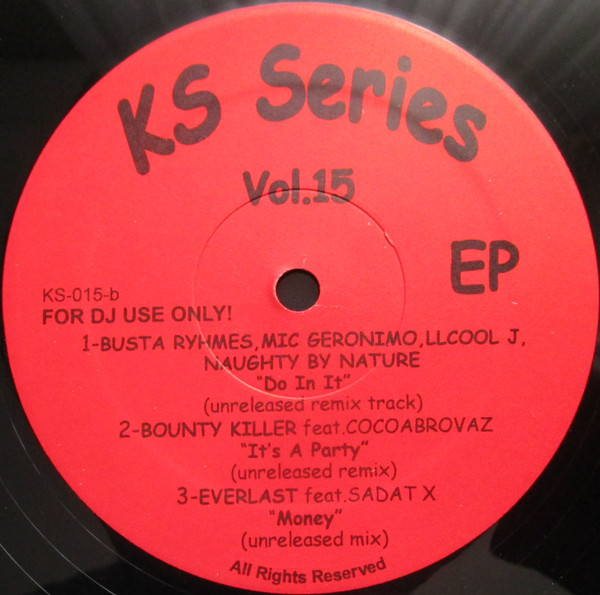 KS Series
Vol.15
EP
KS-015-b
FOR DJ USE ONLY!
1-BUSTA RYHMES,MIC GERONIMO,LLCOOL J,
NAUGHTY BY NATURE
"Do In It"
(unreleased remix track)
2-BOUNTY KILLER feat.COCOABROVAZ
"It's A Party"
(unreleased remix)
3-EVERLAST feat.SADAT X
"Money"
(unreleased mix)
All Rights Reserved